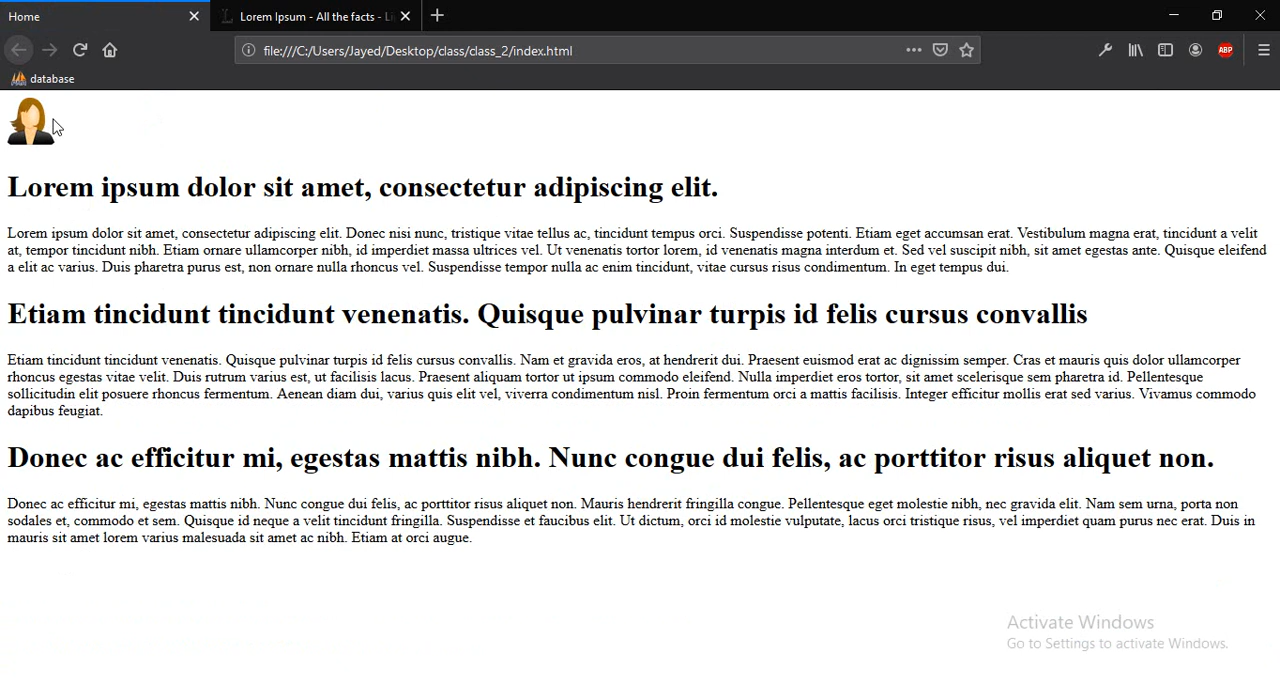 Home
Lorem Ipsum - All the facts - Li
file:///C:/Users/Jayed/Desktop/class/class_2/index.html
ABP
database
Lorem ipsum dolor sit amet, consectetur adipiscing elit.
Lorem ipsum dolor sit amet, consectetur adipiscing elit. Donec nisi nunc, tristique vitae tellus ac, tincidunt tempus orci. Suspendisse potenti. Etiam eget accumsan erat. Vestibulum magna erat, tincidunt a velit
at, tempor tincidunt nibh. Etiam ornare ullamcorper nibh, id imperdiet massa ultrices vel. Ut venenatis tortor lorem, id venenatis magna interdum et. Sed vel suscipit nibh, sit amet egestas ante. Quisque eleifend
a elit ac varius. Duis pharetra purus est, non ornare nulla rhoncus vel. Suspendisse tempor nulla ac enim tincidunt, vitae cursus risus condimentum. In eget tempus dui.
Etiam tincidunt tincidunt venenatis. Quisque pulvinar turpis id felis cursus convallis
Etiam tincidunt tincidunt venenatis. Quisque pulvinar turpis id felis cursus convallis. Nam et gravida eros, at hendrerit dui. Praesent euismod erat ac dignissim semper. Cras et mauris quis dolor ullamcorper
rhoncus egestas vitae velit. Duis rutrum varius est, ut facilisis lacus. Praesent aliquam tortor ut ipsum commodo eleifend. Nulla imperdiet eros tortor, sit amet scelerisque sem pharetra id. Pellentesque
sollicitudin elit posuere rhoncus fermentum. Aenean diam dui, varius quis elit vel, viverra condimentum nisl. Proin fermentum orci a mattis facilisis. Integer efficitur mollis erat sed varius. Vivamus commodo
dapibus feugiat.
Donec ac efficitur mi, egestas mattis nibh. Nunc congue dui felis, ac porttitor risus aliquet non.
Donec ac efficitur mi, egestas mattis nibh. Nunc congue dui felis, ac porttitor risus aliquet non. Mauris hendrerit fringilla congue. Pellentesque eget molestie nibh, nec gravida elit. Nam sem urna, porta non
sodales et, commodo et sem. Quisque id neque a velit tincidunt fringilla. Suspendisse et faucibus elit. Ut dictum, orci id molestie vulputate, lacus orci tristique risus, vel imperdiet quam purus nec erat. Duis in
mauris sit amet lorem varius malesuada sit amet ac nibh. Etiam at orci augue.
Activate Windows
Go to Settings to activate Windows.